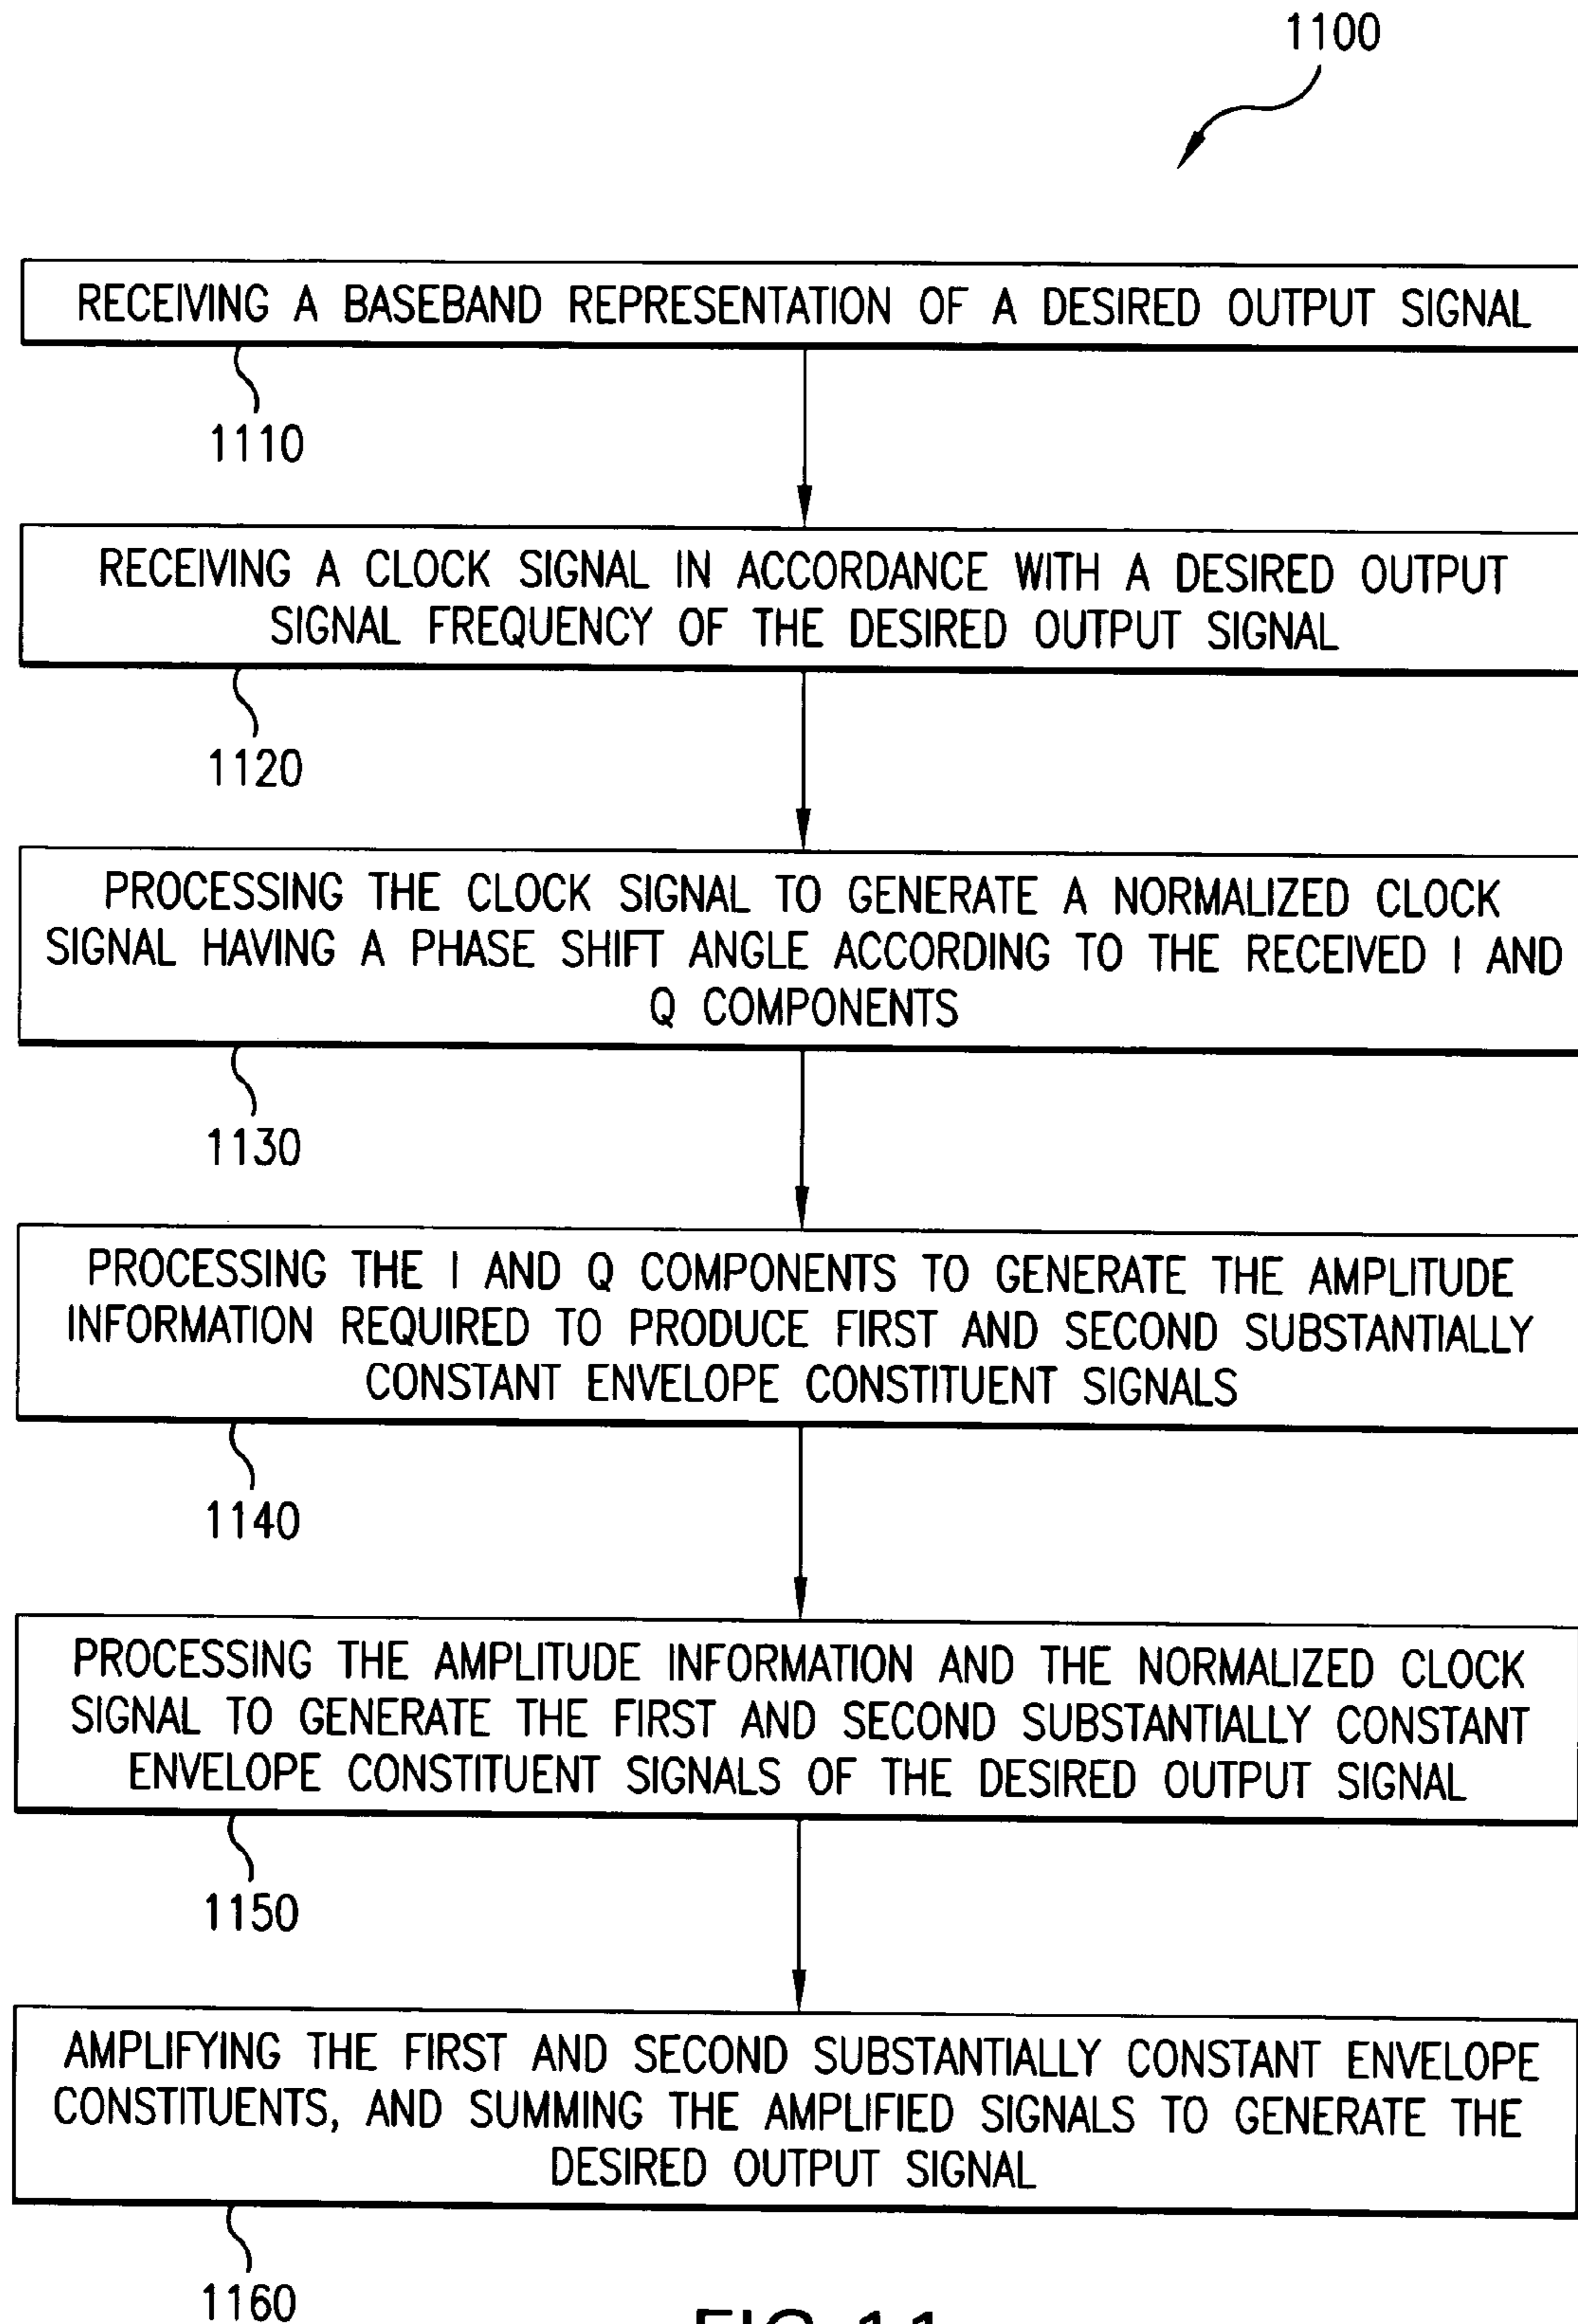 1100
RECEIVING A BASEBAND REPRESENTATION OF A DESIRED OUTPUT SIGNAL
1110
RECEIVING A CLOCK SIGNAL IN ACCORDANCE WITH A DESIRED OUTPUT
SIGNAL FREQUENCY OF THE DESIRED OUTPUT SIGNAL
1120
PROCESSING THE CLOCK SIGNAL TO GENERATE A NORMALIZED CLOCK
SIGNAL HAVING A PHASE SHIFT ANGLE ACCORDING TO THE RECEIVED I AND
Q COMPONENTS
1130
PROCESSING THE I AND Q COMPONENTS TO GENERATE THE AMPLITUDE
INFORMATION REQUIRED TO PRODUCE FIRST AND SECOND SUBSTANTIALLY
CONSTANT ENVELOPE CONSTITUENT SIGNALS
1140
PROCESSING THE AMPLITUDE INFORMATION AND THE NORMALIZED CLOCK
SIGNAL TO GENERATE THE FIRST AND SECOND SUBSTANTIALLY CONSTANT
ENVELOPE CONSTITUENT SIGNALS OF THE DESIRED OUTPUT SIGNAL
1150
AMPLIFYING THE FIRST AND SECOND SUBSTANTIALLY CONSTANT ENVELOPE
CONSTITUENTS, AND SUMMING THE AMPLIFIED SIGNALS TO GENERATE THE
DESIRED OUTPUT SIGNAL
1160
FIG. 11